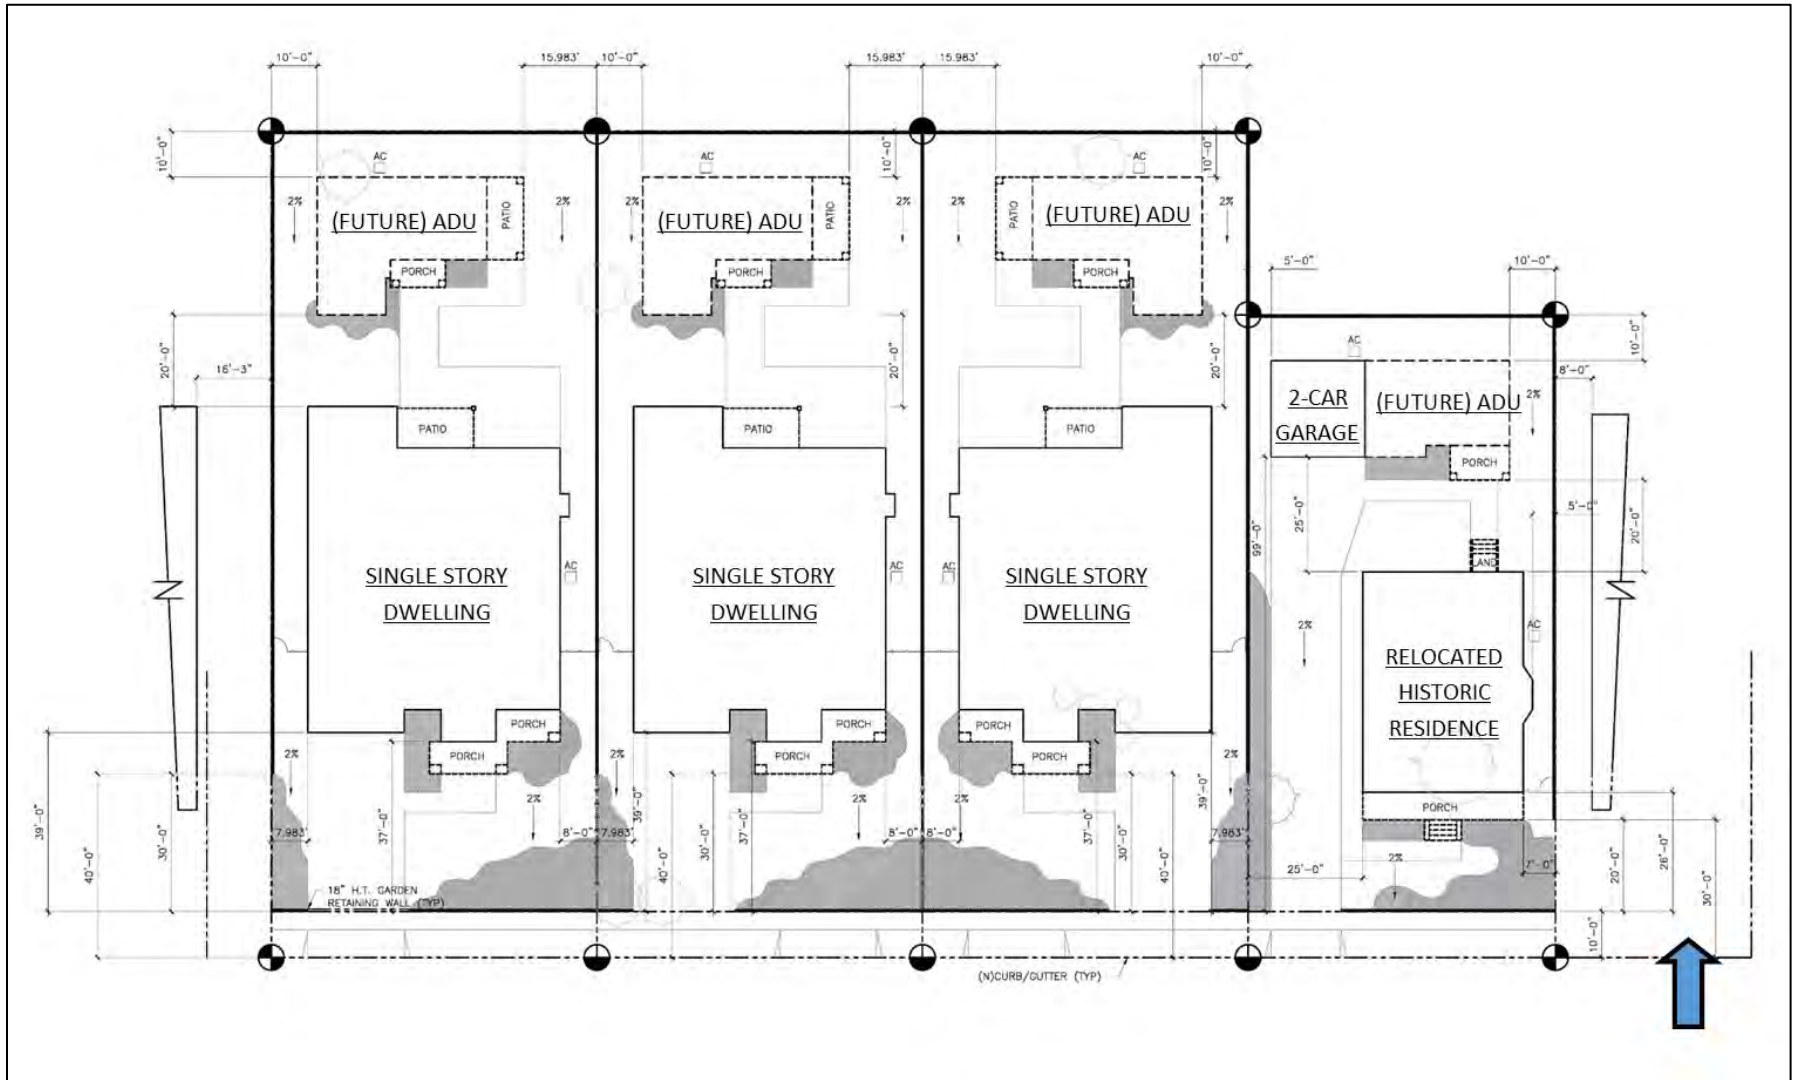 10'-0"
15.983'
10'-0"
15.983'
15.983'
10'-0"
10'-0"
10'-0"
10'-0"
AC
AC
AC
2%
(FUTURE) ADU
PATIO
2%
2%
(FUTURE) ADU
PATIO
2%
2%
PATIO
(FUTURE) ADU
2%
PORCH
PORCH
PORCH
5'-0"
10'-0"
20'-0"
16'-3"
20'-0"
20'-0"
AC
10'-0"
8'-0"
2-CAR
GARAGE
(FUTURE) ADU
2%
PATIO
PATIO
PATIO
PORCH
25'-0"
99'-0"
5'-0"
20'-0"
LAND
AC
AC
AC
SINGLE STORY
DWELLING
SINGLE STORY
DWELLING
SINGLE STORY
DWELLING
2%
AC
RELOCATED
HISTORIC
RESIDENCE
PORCH
PORCH
PORCH
PORCH
PORCH
PORCH
2%
2%
2%
2%
2%
2%
PORCH
39'-0"
40'-0"
30'-0"
7.983'
37'-0"
8'-0"
7.983'
39'-0"
40'-0"
30'-0"
37'-0"
8'-0"
8'-0"
37'-0"
30'-0"
40'-0"
39'-0"
7.983'
25'-0"
2%
7'-0"
20'-0"
26'-0"
30'-0"
10'-0"
18" H.T. GARDEN
RETAINING WALL (TYP)
(N)CURB/GUTTER (TYP)